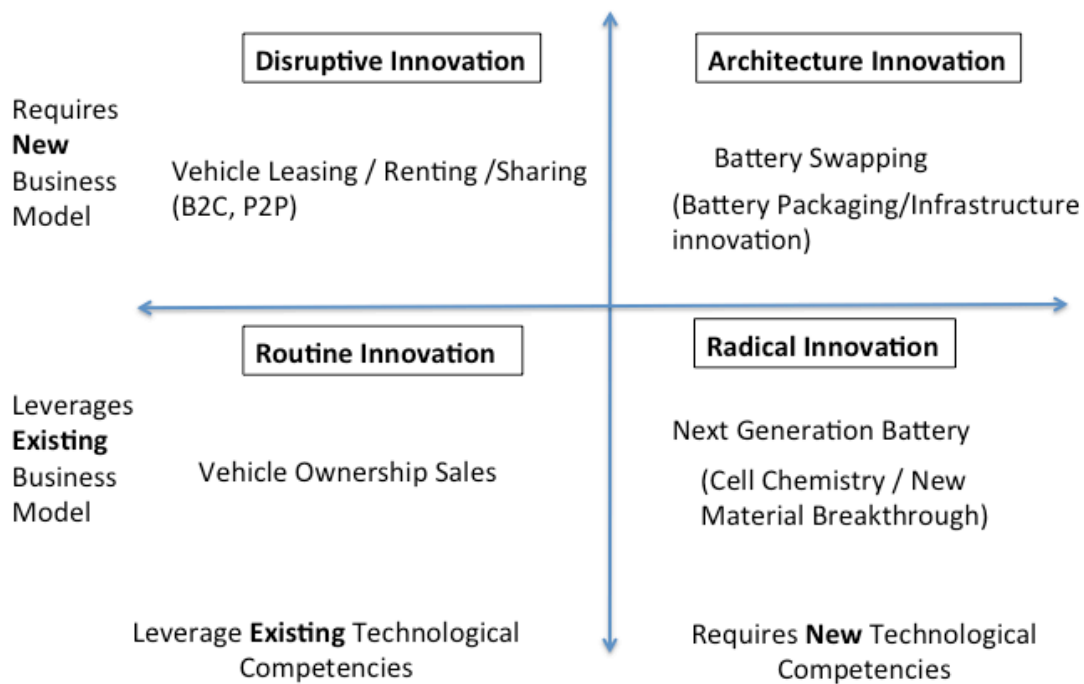 Disruptive Innovation
Architecture Innovation
Requires
New
Business
Model
Vehicle Leasing / Renting /Sharing
(B2C, P2P)
Battery Swapping
(Battery Packaging/Infrastructure
innovation)
Routine Innovation
Radical Innovation
Leverages
Existing
Business
Model
Vehicle Ownership Sales
Next Generation Battery
(Cell Chemistry / New
Material Breakthrough)
Leverage Existing Technological
Competencies
Requires New Technological
Competencies